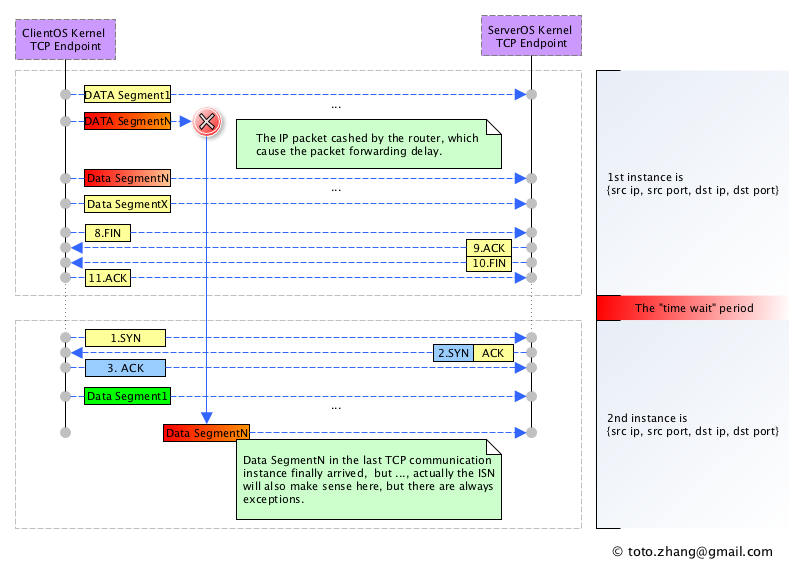 ClientOS Kernel
TCP Endpoint
ServerOS Kernel
TCP Endpoint
DATA Segment1
...
DATA SegmentN
The IP packet cashed by the router, which
cause the packet forwarding delay.
Data SegmentN
...
Data SegmentX
8.FIN
9.ACK
10.FIN
11.ACK
1st instance is
{src ip, src port, dst ip, dst port}
The "time wait" period
1.SYN
2.SYN ACK
3. ACK
Data Segment1
...
Data SegmentN
Data SegmentN in the last TCP communication
instance finally arrived, but ..., actually the ISN
will also make sense here, but there are always
exceptions.
2nd instance is
{src ip, src port, dst ip, dst port}
© toto.zhang@gmail.com